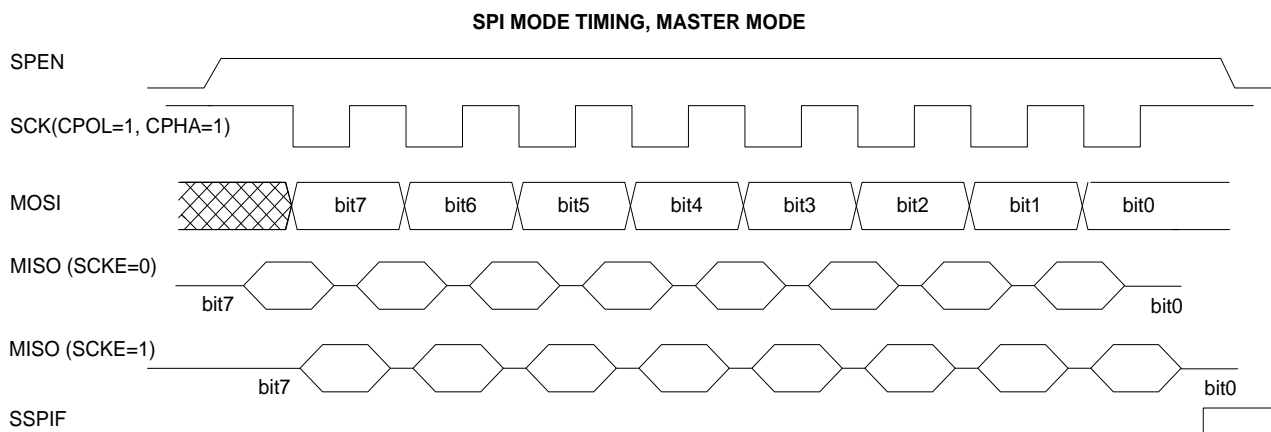 SPI MODE TIMING, MASTER MODE
SPEN
SCK(CPOL=1, CPHA=1)
MOSI
bit7 bit6 bit5 bit4 bit3 bit2 bit1 bit0
MISO (SCKE=0)
bit7 bit0
MISO (SCKE=1)
bit7 bit0
SSPIF